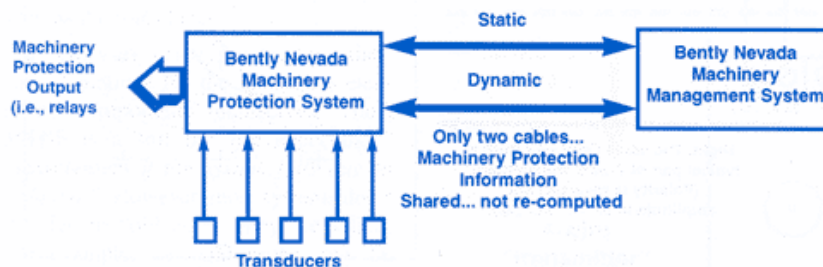 Machinery
Protection
Output
(i.e., relays
Bently Nevada
Machinery
Protection System
Static
Dynamic
Only two cables...
Machinery Protection
Information
Shared... not re-computed
Bently Nevada
Machinery
Management System
Transducers